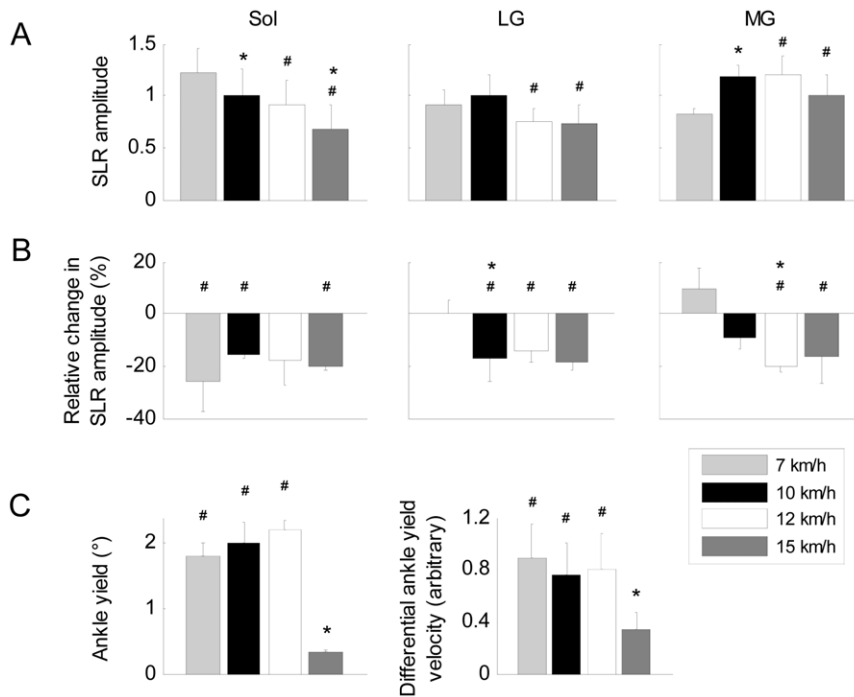 Sol LG MG
A
SLR amplitude
1.5
1
0.5
0
* # * #
# #
* # #
B
Relative change in
SLR amplitude (%)
20
0
-20
-40
# # #
* # # #
* # #
7 km/h
10 km/h
12 km/h
15 km/h
C
Ankle yield (°)
2
1
0
# # # *
Differential ankle yield
velocity (arbitrary)
1.2
0.8
0.4
0
# # # *